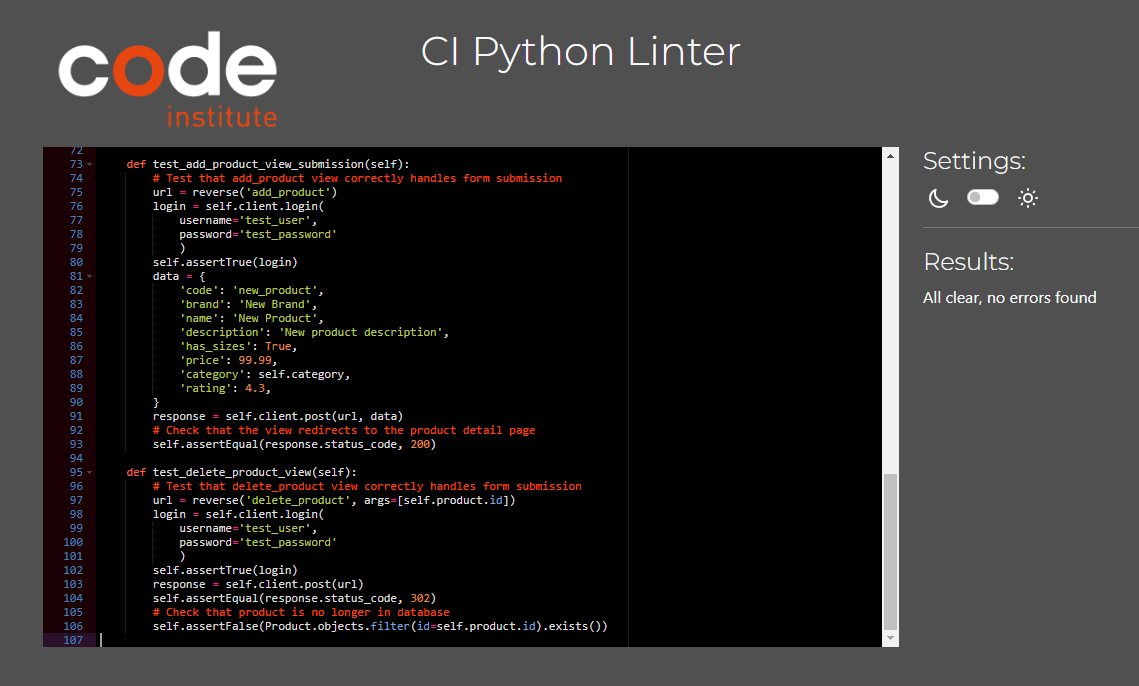 code
institute
CI Python Linter
72
73 def test_add_product_view_submission(self):
74 # Test that add_product view correctly handles form submission
75 url = reverse('add_product')
76 login = self.client.login(
77 username='test_user',
78 password='test_password'
79 )
80 self.assertTrue(login)
81 data = {
82 'code': 'new_product',
83 'brand': 'New Brand',
84 'name': 'New Product',
85 'description': 'New product description',
86 'has_sizes': True,
87 'price': 99.99,
88 'category': self.category,
89 'rating': 4.3,
90 }
91 response = self.client.post(url, data)
92 # Check that the view redirects to the product detail page
93 self.assertEqual(response.status_code, 200)
94
95 def test_delete_product_view(self):
96 # Test that delete_product view correctly handles form submission
97 url = reverse('delete_product', args=[self.product.id])
98 login = self.client.login(
99 username='test_user',
100 password='test_password'
101 )
102 self.assertTrue(login)
103 response = self.client.post(url)
104 self.assertEqual(response.status_code, 302)
105 # Check that product is no longer in database
106 self.assertFalse(Product.objects.filter(id=self.product.id).exists())
107
Settings:
Results:
All clear, no errors found